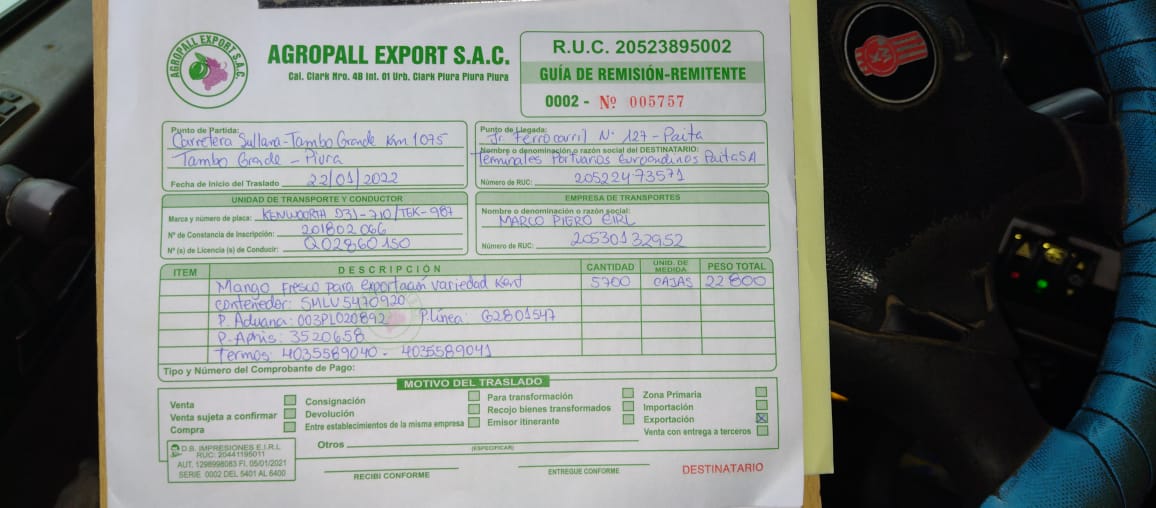 AGROPALL EXPORT S.A.C.
AGROPALL EXPORT S.A.C.
Cal. Clark Nro. 4B Int. 01 Urb. Clark Piura Piura Piura
R.U.C. 20523895002
GUÍA DE REMISIÓN-REMITENTE
0002 - Nº 005757
Punto de Partida:
Carretera Sullana-Tambo Grande Km 1075
Tambo Grande - Piura
Fecha de Inicio del Traslado 22/01/2022
Punto de Llegada:
Jr. Ferrocarril Nº 127 - Paita
Nombre o denominación o razón social del DESTINATARIO:
Terminales Portuarios Euroandinos Paita SA
Número de RUC: 20522473571
UNIDAD DE TRANSPORTE Y CONDUCTOR
Marca y número de placa: KENWOORTH D3I-710/TEK-987
Nº de Constancia de Inscripción: 201802066
Nº (s) de Licencia (s) de Conducir: Q02860150
EMPRESA DE TRANSPORTES
Nombre o denominación o razón social:
MARCO PIERO EIRL
Número de RUC: 20530132952
ITEM DESCRIPCIÓN CANTIDAD UNID. DE MEDIDA PESO TOTAL
Mango Fresco para Exportación Variedad Kent 5700 CAJAS 22800
Contenedor: SMLU5470920
P. Aduana: 003PL020892 P.Línea: G2801547
P-Aphis: 3520658
Termos: 4035589040 - 4035589041
Tipo y Número del Comprobante de Pago:
MOTIVO DEL TRASLADO
Venta
Venta sujeta a confirmar
Compra
Consignación
Devolución
Entre establecimientos de la misma empresa
Para transformación
Recojo bienes transformados
Emisor itinerante
Zona Primaria
Importación
Exportación X
Venta con entrega a terceros
Otros
(ESPECIFICAR)
D.B. IMPRESIONES E.I.R.L
RUC: 20441195011
AUT. 1298998083 FI. 05/01/2021
SERIE 0002 DEL 5401 AL 6400
RECIBI CONFORME
ENTREGUE CONFORME
DESTINATARIO